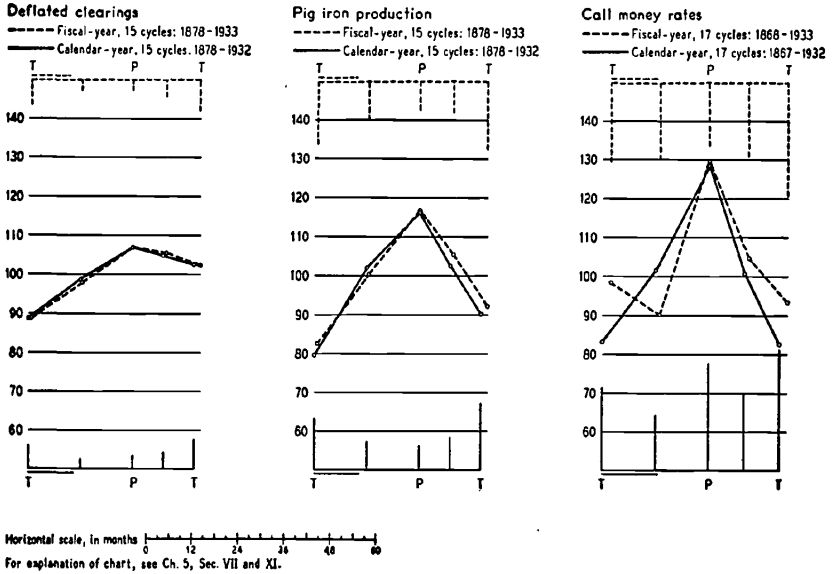 Deflated clearings
Fiscal-year, 15 cycles: 1878-1933
Calendar-year, 15 cycles. 1878-1932
T P T
140
130
120
110
100
90
80
70
60
T P T
Pig iron production
Fiscal-year, 15 cycles: 1878-1933
Calendar-year, 15 cycles: 1878-1932
T P T
140
130
120
110
100
90
80
70
60
T P T
Call money rates
Fiscal-year, 17 cycles: 1868-1933
Calendar-year, 17 cycles: 1867-1932
T P T
140
130
120
110
100
90
80
70
60
T P T
Horizontal scale, in months
0 12 24 36 48 60
For explanation of chart, see Ch. 5, Sec. VII and XI.